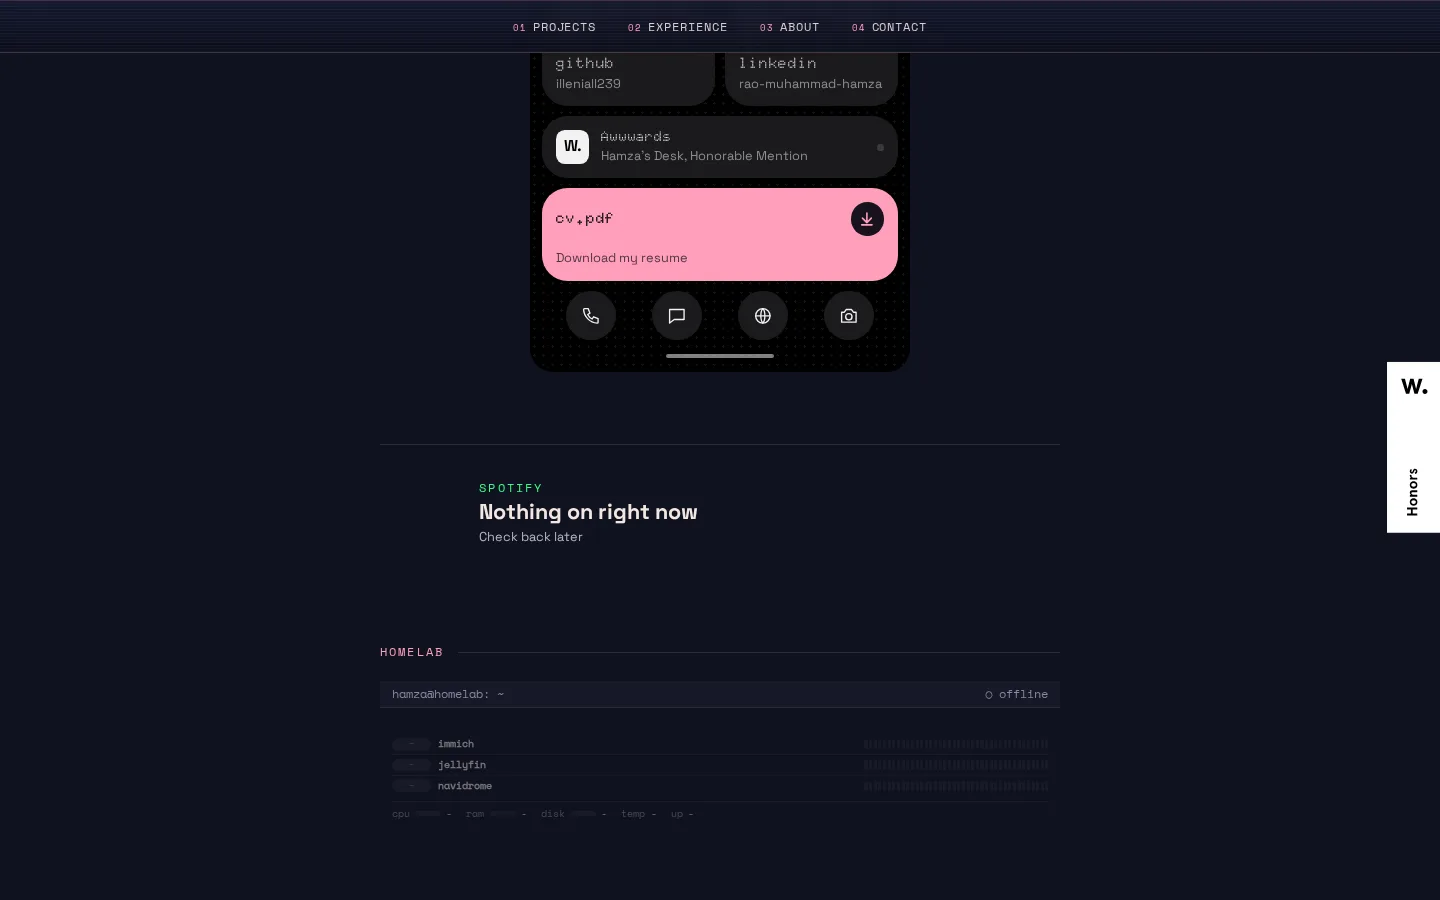 01 PROJECTS 02 EXPERIENCE 03 ABOUT 04 CONTACT
github
illeniall239
linkedin
rao-muhammad-hamza
W.
Awwwards
Hamza's Desk, Honorable Mention
cv.pdf
Download my resume
W.
Honors
SPOTIFY
Nothing on right now
Check back later
HOMELAB
hamza@homelab: ~
○ offline
- immich
- jellyfin
- navidrome
cpu - ram - disk - temp - up -